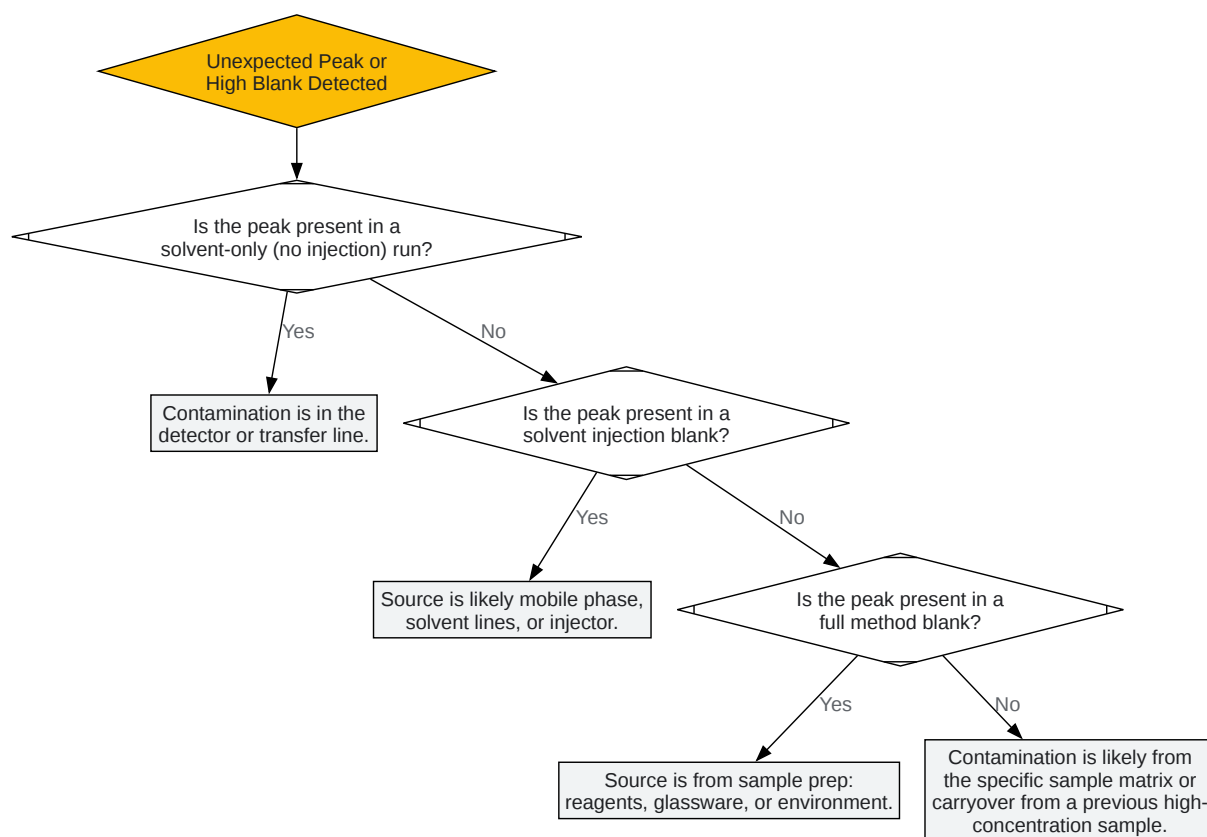 Unexpected Peak or
High Blank Detected
Is the peak present in a
solvent-only (no injection) run?
Yes
No
Contamination is in the
detector or transfer line.
Is the peak present in a
solvent injection blank?
Yes
No
Source is likely mobile phase,
solvent lines, or injector.
Is the peak present in a
full method blank?
Yes
No
Source is from sample prep:
reagents, glassware, or environment.
Contamination is likely from
the specific sample matrix or
carryover from a previous high-
concentration sample.